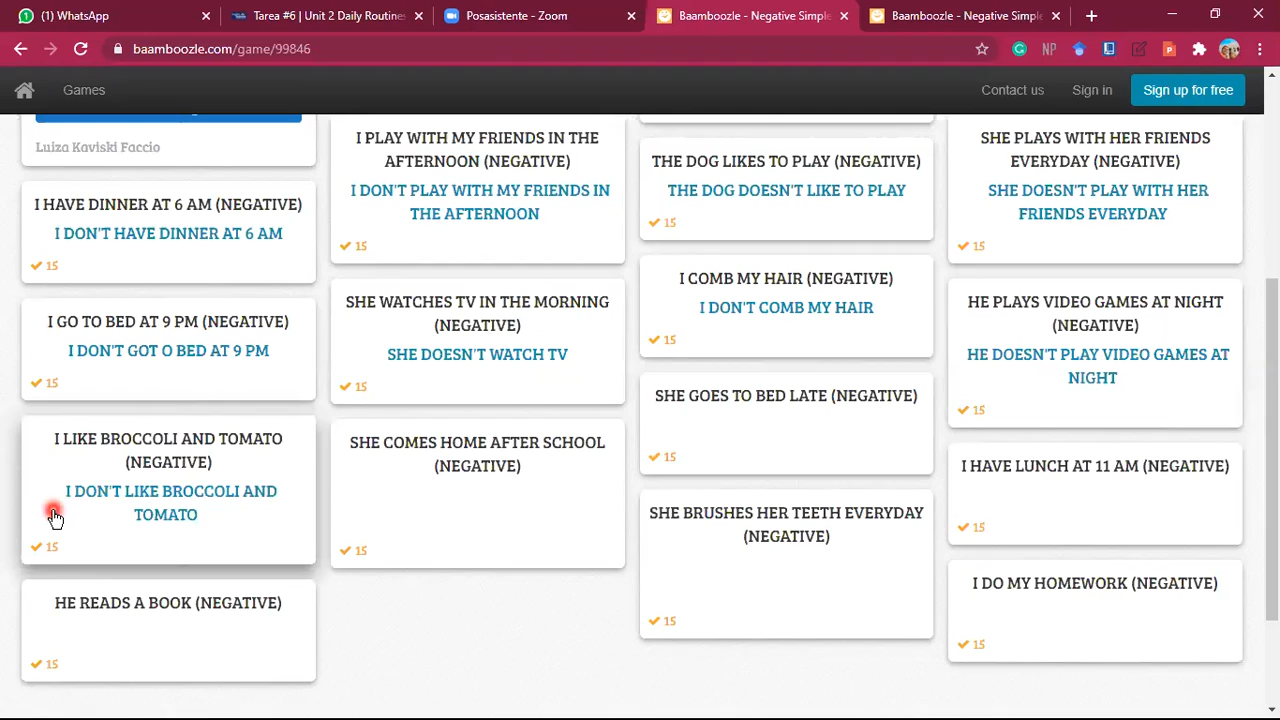 (1) WhatsApp
Tarea #6 | Unit 2 Daily Routines
Posasistente - Zoom
Baamboozle - Negative Simple
Baamboozle - Negative Simple
baamboozle.com/game/99846
NP
Games
Contact us
Sign in
Sign up for free
Luiza Kaviski Faccio
I HAVE DINNER AT 6 AM (NEGATIVE)
I DON'T HAVE DINNER AT 6 AM
15
I GO TO BED AT 9 PM (NEGATIVE)
I DON'T GOT O BED AT 9 PM
15
I LIKE BROCCOLI AND TOMATO
(NEGATIVE)
I DON'T LIKE BROCCOLI AND
TOMATO
15
HE READS A BOOK (NEGATIVE)
15
I PLAY WITH MY FRIENDS IN THE
AFTERNOON (NEGATIVE)
I DON'T PLAY WITH MY FRIENDS IN
THE AFTERNOON
15
SHE WATCHES TV IN THE MORNING
(NEGATIVE)
SHE DOESN'T WATCH TV
15
SHE COMES HOME AFTER SCHOOL
(NEGATIVE)
15
THE DOG LIKES TO PLAY (NEGATIVE)
THE DOG DOESN'T LIKE TO PLAY
15
I COMB MY HAIR (NEGATIVE)
I DON'T COMB MY HAIR
15
SHE GOES TO BED LATE (NEGATIVE)
15
SHE BRUSHES HER TEETH EVERYDAY
(NEGATIVE)
15
SHE PLAYS WITH HER FRIENDS
EVERYDAY (NEGATIVE)
SHE DOESN'T PLAY WITH HER
FRIENDS EVERYDAY
15
HE PLAYS VIDEO GAMES AT NIGHT
(NEGATIVE)
HE DOESN'T PLAY VIDEO GAMES AT
NIGHT
15
I HAVE LUNCH AT 11 AM (NEGATIVE)
15
I DO MY HOMEWORK (NEGATIVE)
15